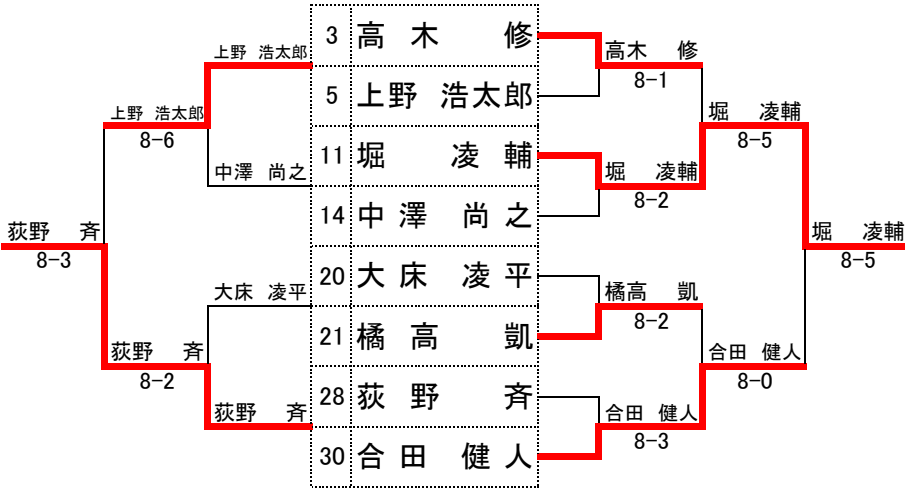 3 高木 修
5 上野 浩太郎
11 堀 凌輔
14 中澤 尚之
20 大床 凌平
21 橘高 凱
28 荻野 斉
30 合田 健人
上野 浩太郎
中澤 尚之
大床 凌平
荻野 斉
上野 浩太郎
8-6
荻野 斉
8-2
荻野 斉
8-3
高木 修
8-1
堀 凌輔
8-2
橘高 凱
8-2
合田 健人
8-3
堀 凌輔
8-5
合田 健人
8-0
堀 凌輔
8-5